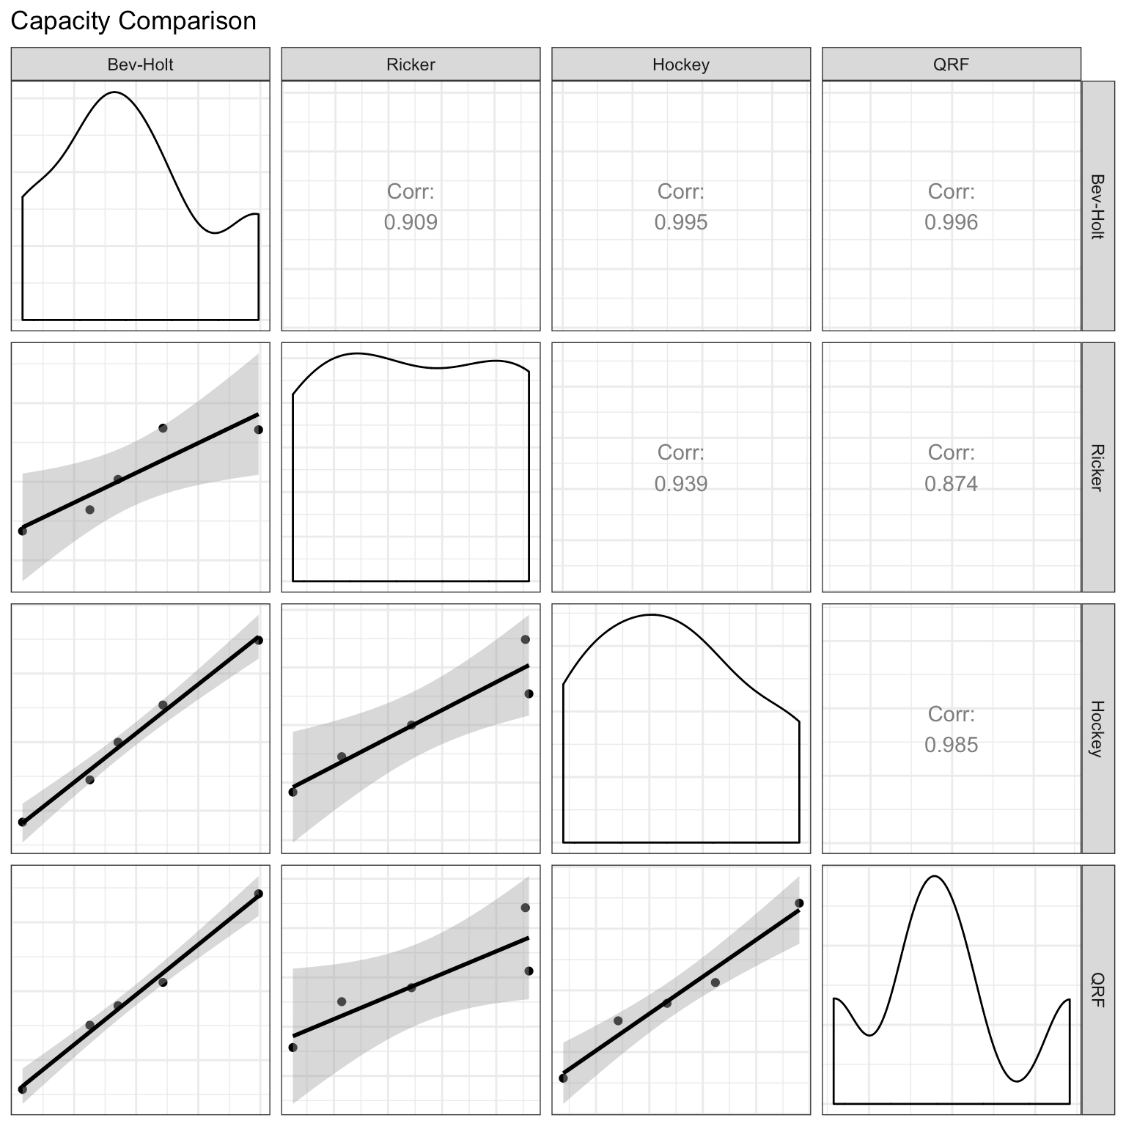 Capacity Comparison
Bev-Holt
Ricker
Hockey
QRF
Corr:
0.909
Corr:
0.995
Corr:
0.996
Bev-Holt
Corr:
0.939
Corr:
0.874
Ricker
Corr:
0.985
Hockey
QRF